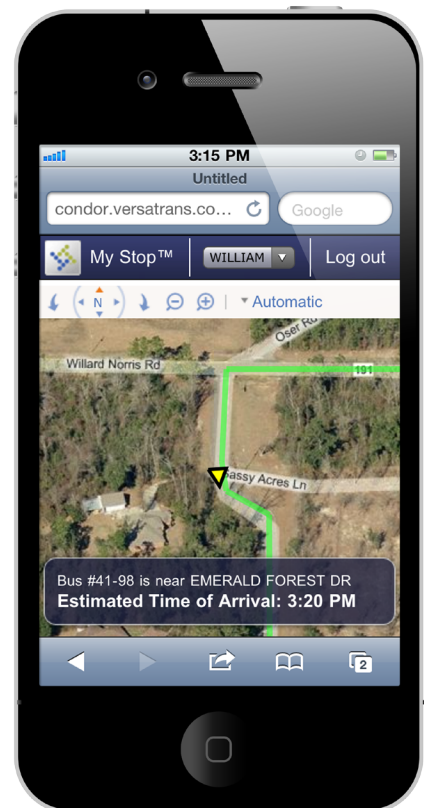 3:15 PM
Untitled
condor.versatrans.co... Google
My Stop™ WILLIAM Log out
N Automatic
Oser Rd
Willard Norris Rd 191
Sassy Acres Ln
Bus #41-98 is near EMERALD FOREST DR
Estimated Time of Arrival: 3:20 PM
2